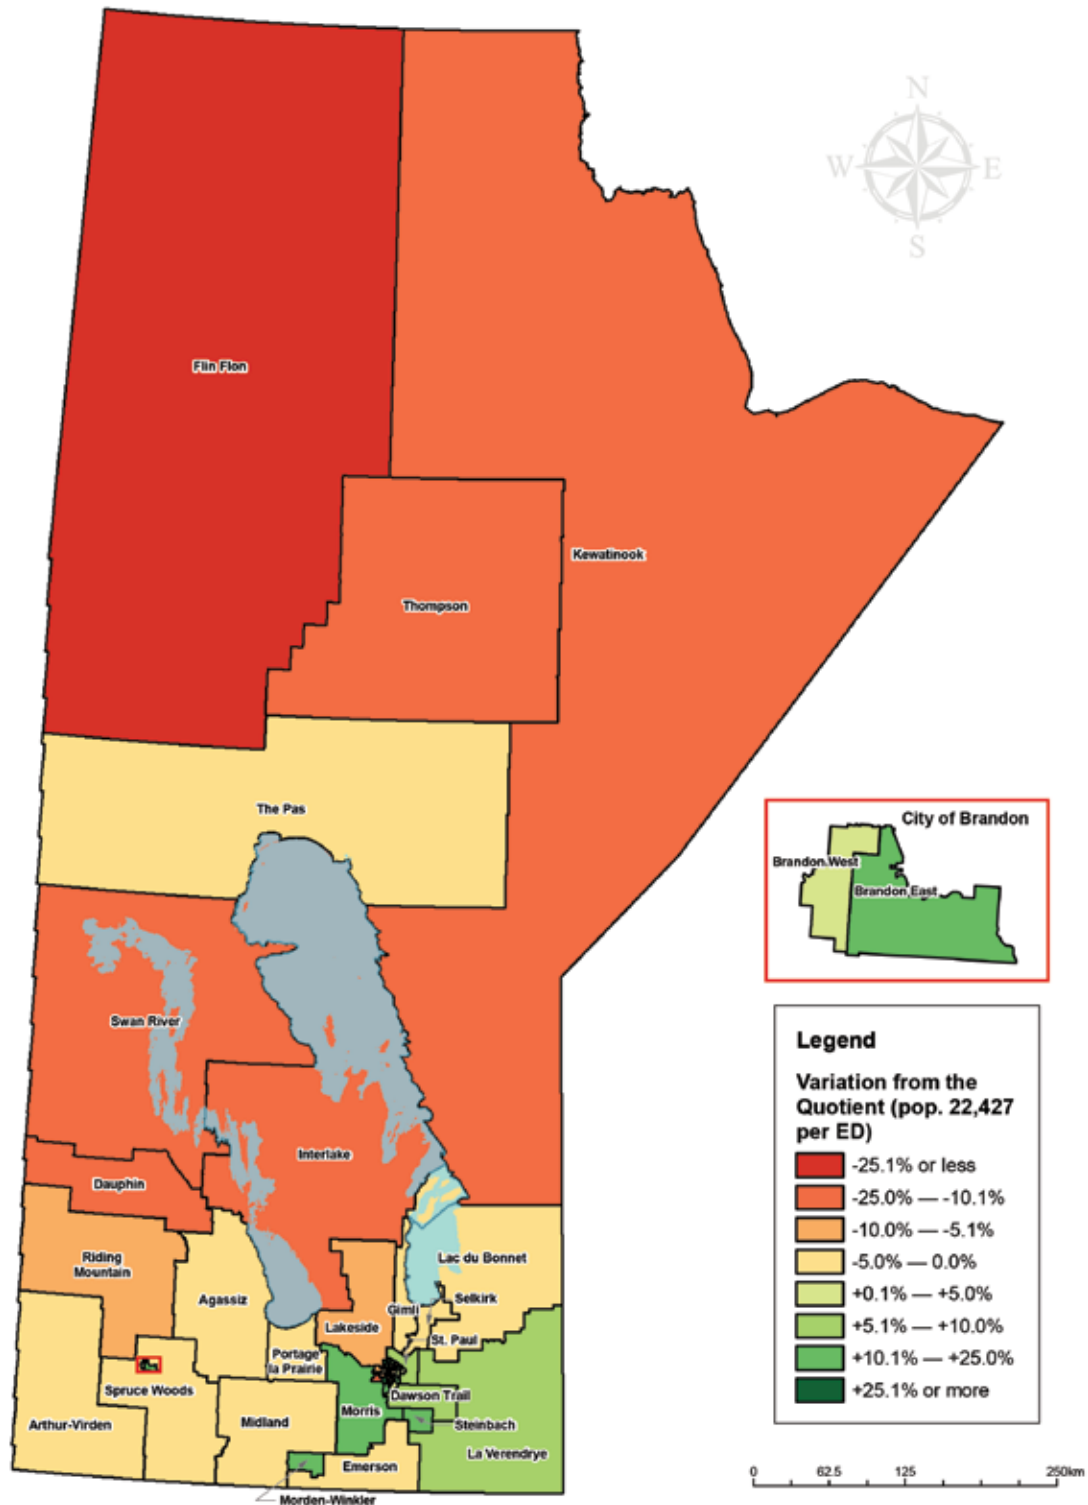 N
W E
S
Flin Flon
Kewatinook
Thompson
The Pas
City of Brandon
Brandon West
Brandon East
Swan River
Interlake
Dauphin
Riding
Mountain
Lac du Bonnet
Agassiz
Gimli
Selkirk
Lakeside
St. Paul
Portage
la Prairie
Spruce Woods
Dawson Trail
Arthur-Virden
Midland
Morris
Steinbach
La Verendrye
Emerson
Morden-Winkler
Legend
Variation from the
Quotient (pop. 22,427
per ED)
-25.1% or less
-25.0% — -10.1%
-10.0% — -5.1%
-5.0% — 0.0%
+0.1% — +5.0%
+5.1% — +10.0%
+10.1% — +25.0%
+25.1% or more
0 62.5 125 250km